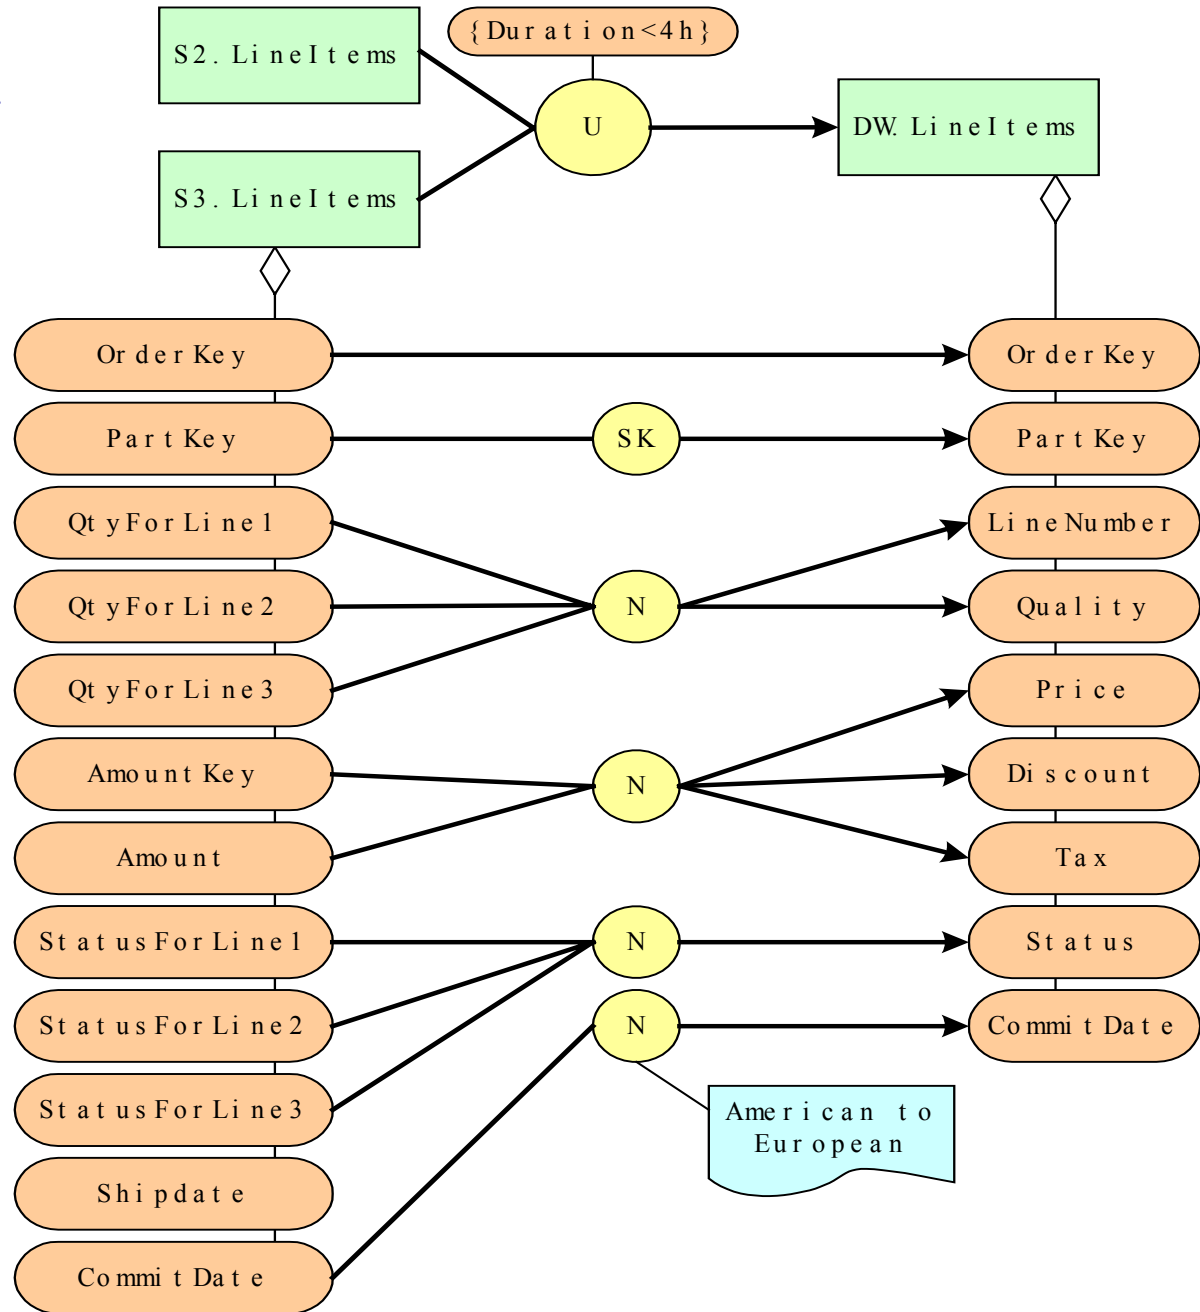 {Duration<4h}
S2.LineItems
U
DW.LineItems
S3.LineItems
OrderKey
OrderKey
PartKey
SK
PartKey
QtyForLine1
LineNumber
QtyForLine2
N
Quality
QtyForLine3
Price
AmountKey
N
Discount
Amount
Tax
StatusForLine1
N
Status
StatusForLine2
N
CommitDate
StatusForLine3
American to
European
Shipdate
CommitDate